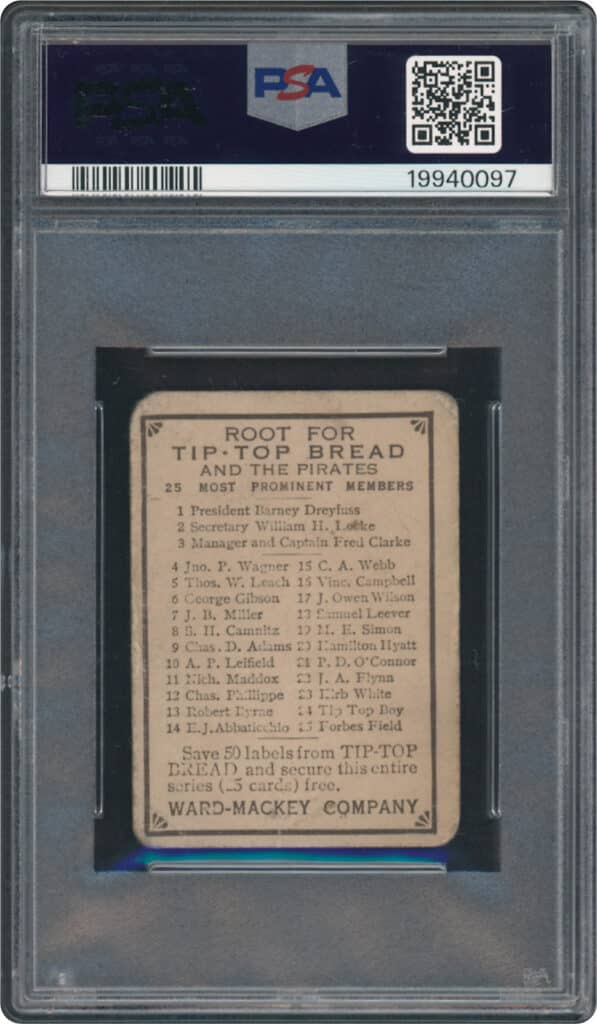 PSA
19940097
ROOT FOR
TIP-TOP BREAD
AND THE PIRATES
25 MOST PROMINENT MEMBERS
1 President Barney Dreyfuss
2 Secretary William H. Locke
3 Manager and Captain Fred Clarke
4 Jno. P. Wagner 15 C. A. Webb
5 Thos. W. Leach 16 Vinc. Campbell
6 George Gibson 17 J. Owen Wilson
7 J. B. Miller 18 Samuel Leever
8 S. H. Camnitz 19 M. E. Simon
9 Chas. D. Adams 20 Hamilton Hyatt
10 A. P. Leifield 21 P. D. O'Connor
11 Nich. Maddox 22 J. A. Flynn
12 Chas. Phillippe 23 Kirb White
13 Robert Byrne 24 Tip Top Boy
14 E.J. Abbaticchio 25 Forbes Field
Save 50 labels from TIP-TOP
BREAD and secure this entire
series (25 cards) free.
WARD-MACKEY COMPANY